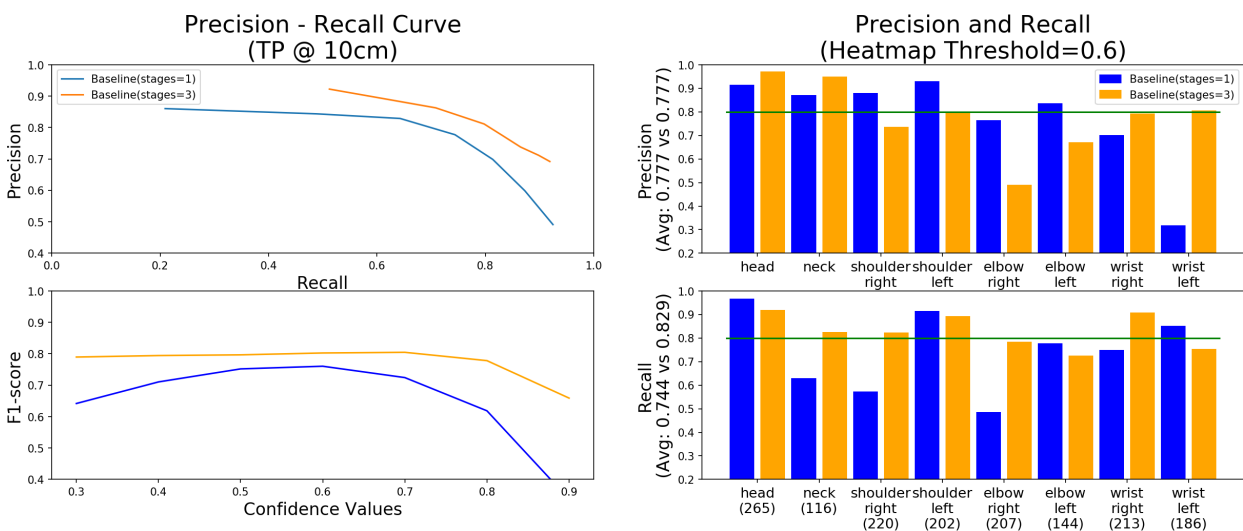 Precision - Recall Curve
(TP @ 10cm)
1.0
0.9
0.8
0.7
0.6
0.5
0.4
Precision
Baseline(stages=1)
Baseline(stages=3)
0.0
0.2
0.4
0.6
0.8
1.0
Recall
1.0
0.9
0.8
0.7
0.6
0.5
0.4
F1-score
0.3
0.4
0.5
0.6
0.7
0.8
0.9
Confidence Values
Precision and Recall
(Heatmap Threshold=0.6)
1.0
0.9
0.8
0.7
0.6
0.5
0.4
0.3
0.2
Precision
(Avg: 0.777 vs 0.777)
Baseline(stages=1)
Baseline(stages=3)
head
neck
shoulder
right
shoulder
left
elbow
right
elbow
left
wrist
right
wrist
left
1.0
0.9
0.8
0.7
0.6
0.5
0.4
0.3
0.2
Recall
(Avg: 0.744 vs 0.829)
head
(265)
neck
(116)
shoulder
right
(220)
shoulder
left
(202)
elbow
right
(207)
elbow
left
(144)
wrist
right
(213)
wrist
left
(186)